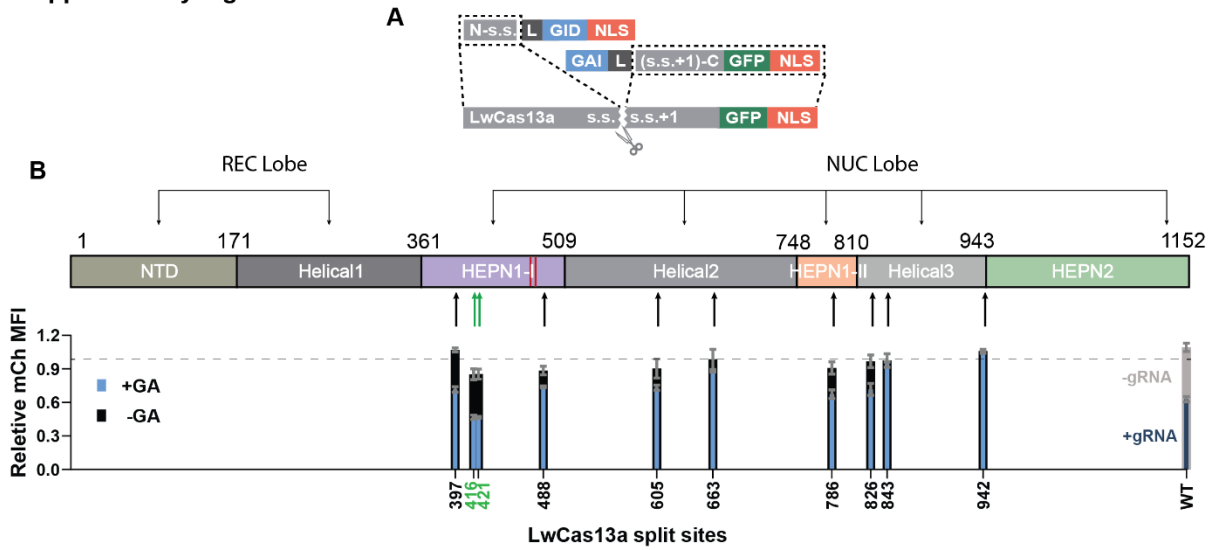 A
N-s.s. L GID NLS
GAI L (s.s.+1)-C GFP NLS
LwCas13a s.s. s.s.+1 GFP NLS
B
REC Lobe NUC Lobe
1 171 361 509 748 810 943 1152
NTD Helical1 HEPN1-I Helical2 HEPN1-II Helical3 HEPN2
Reletive mCh MFI
1.2
0.9
0.6
0.3
0.0
+GA
-GA
-gRNA
+gRNA
397 416 421 488 605 663 786 826 843 942 WT
LwCas13a split sites